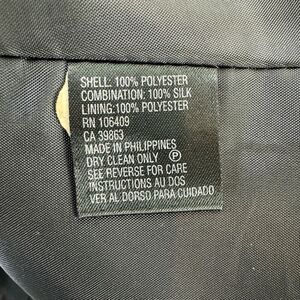 SHELL: 100% POLYESTER
COMBINATION: 100% SILK
LINING: 100% POLYESTER
RN 106409
CA 39863
MADE IN PHILIPPINES
DRY CLEAN ONLY Ⓟ
SEE REVERSE FOR CARE
INSTRUCTIONS AU DOS
VER AL DORSO PARA CUIDADO